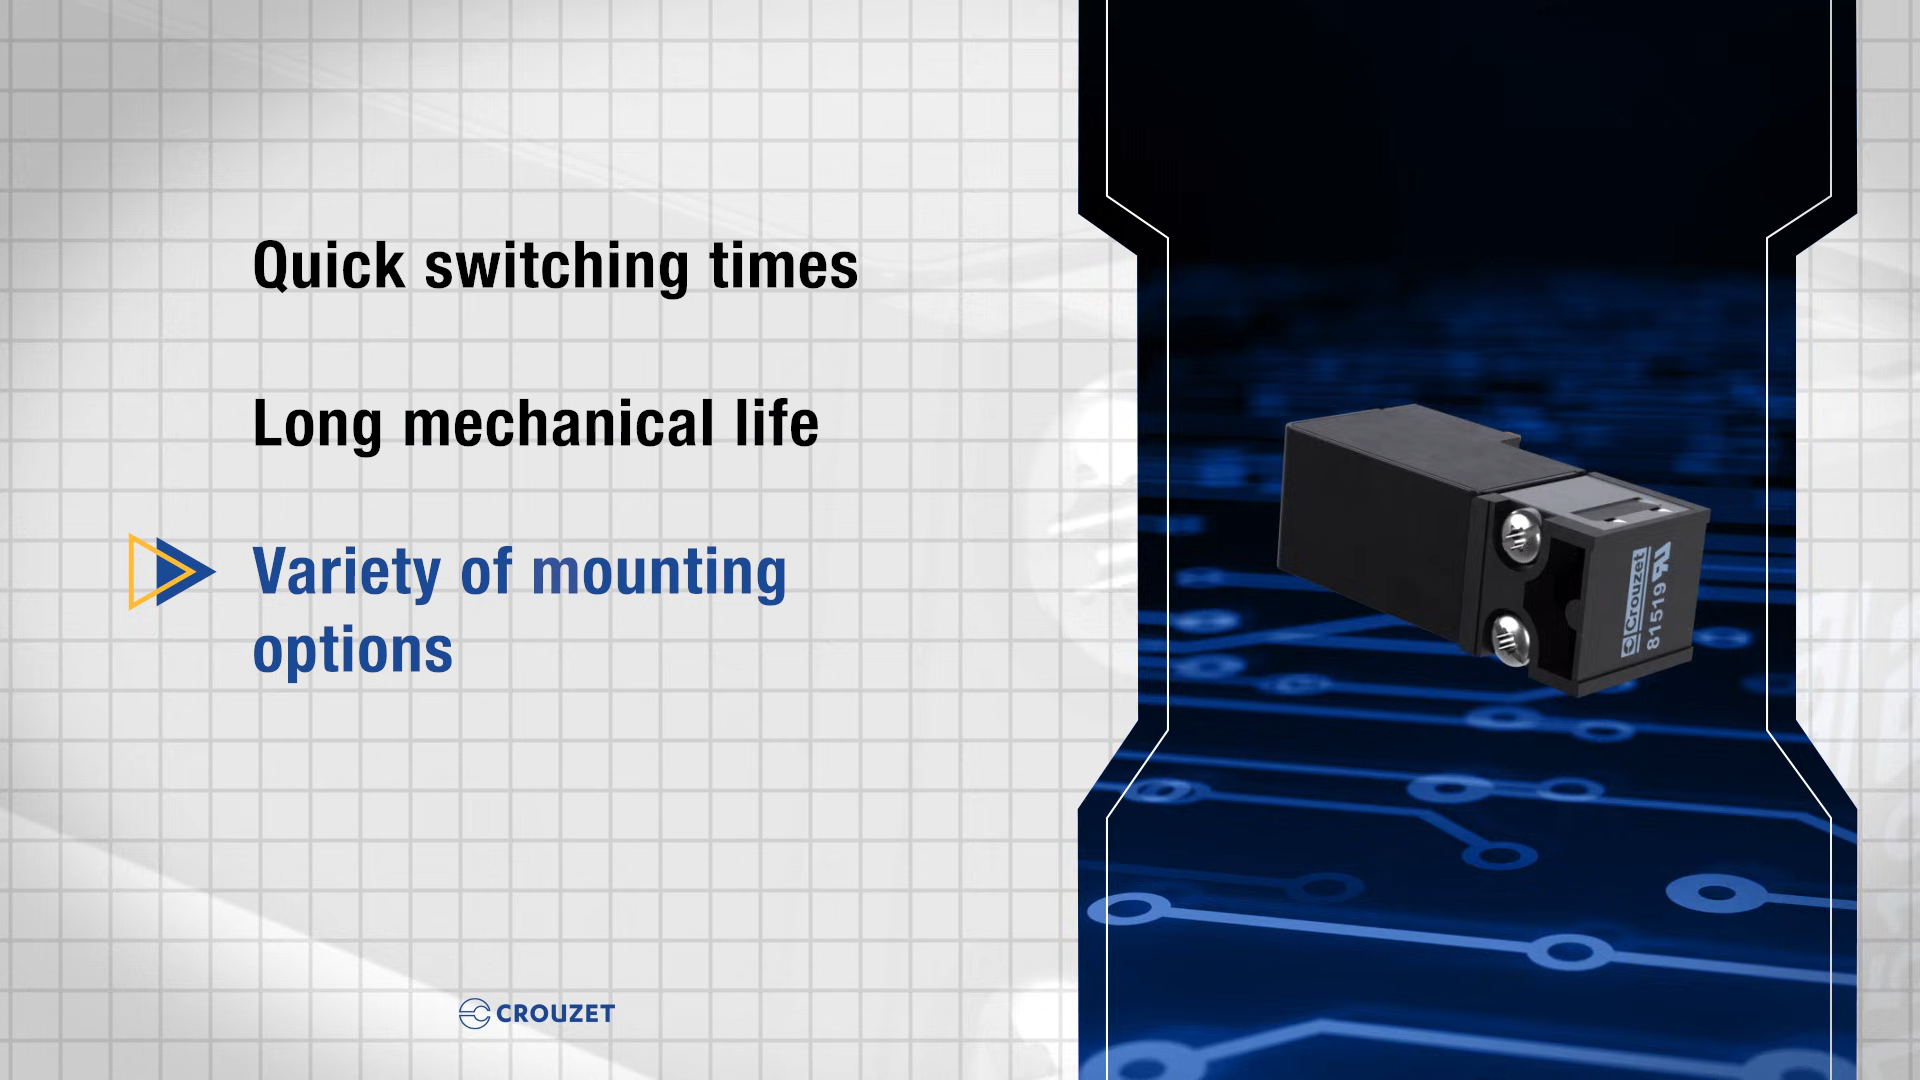 Quick switching times
Long mechanical life
Variety of mounting
options
Crouzet
81519
CROUZET